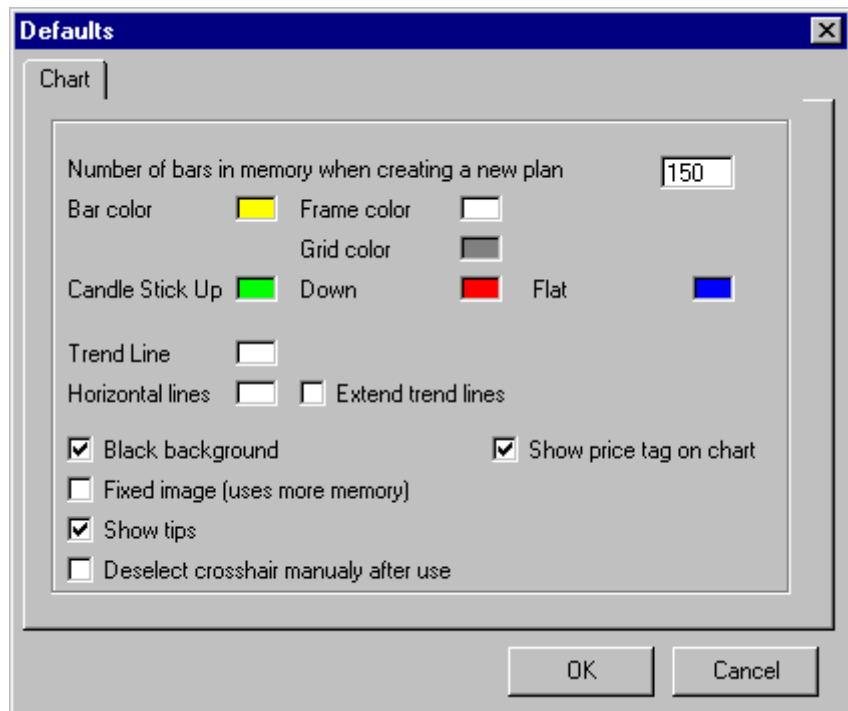 Defaults
Chart
Number of bars in memory when creating a new plan 150
Bar color Frame color
Grid color
Candle Stick Up Down Flat
Trend Line
Horizontal lines Extend trend lines
Black background Show price tag on chart
Fixed image (uses more memory)
Show tips
Deselect crosshair manualy after use
OK Cancel